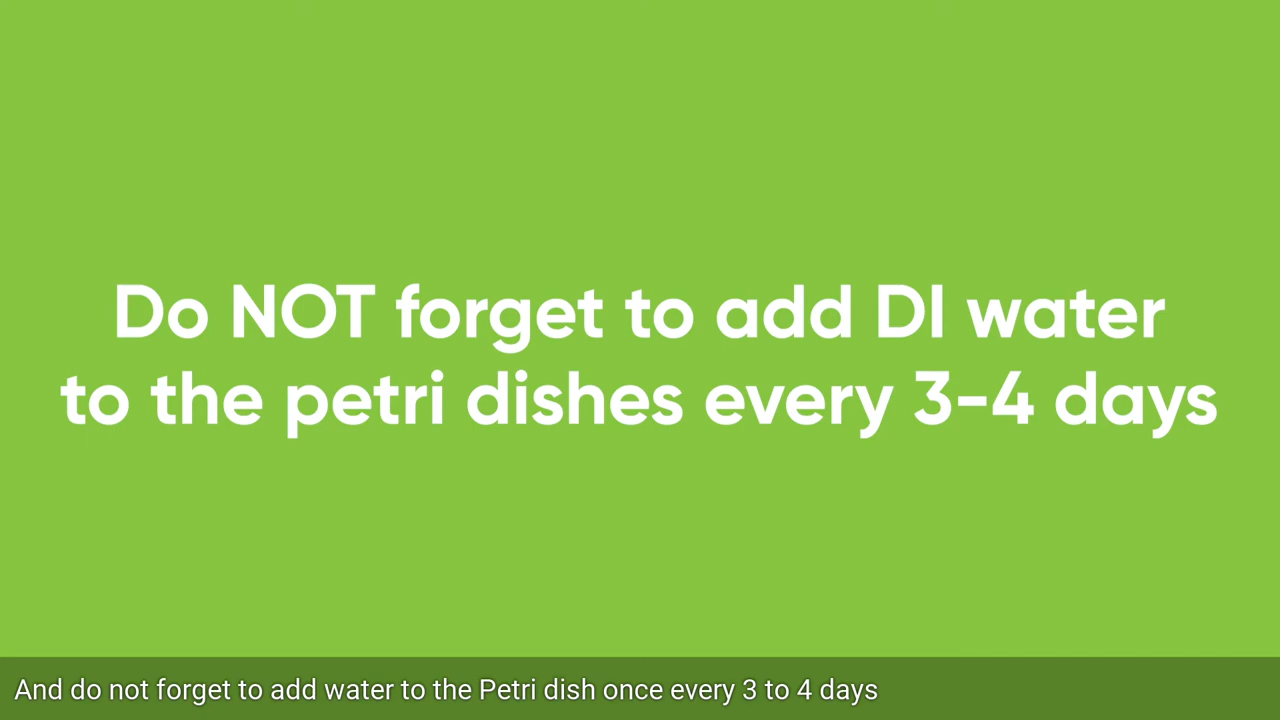 Do NOT forget to add DI water
to the petri dishes every 3-4 days
And do not forget to add water to the Petri dish once every 3 to 4 days